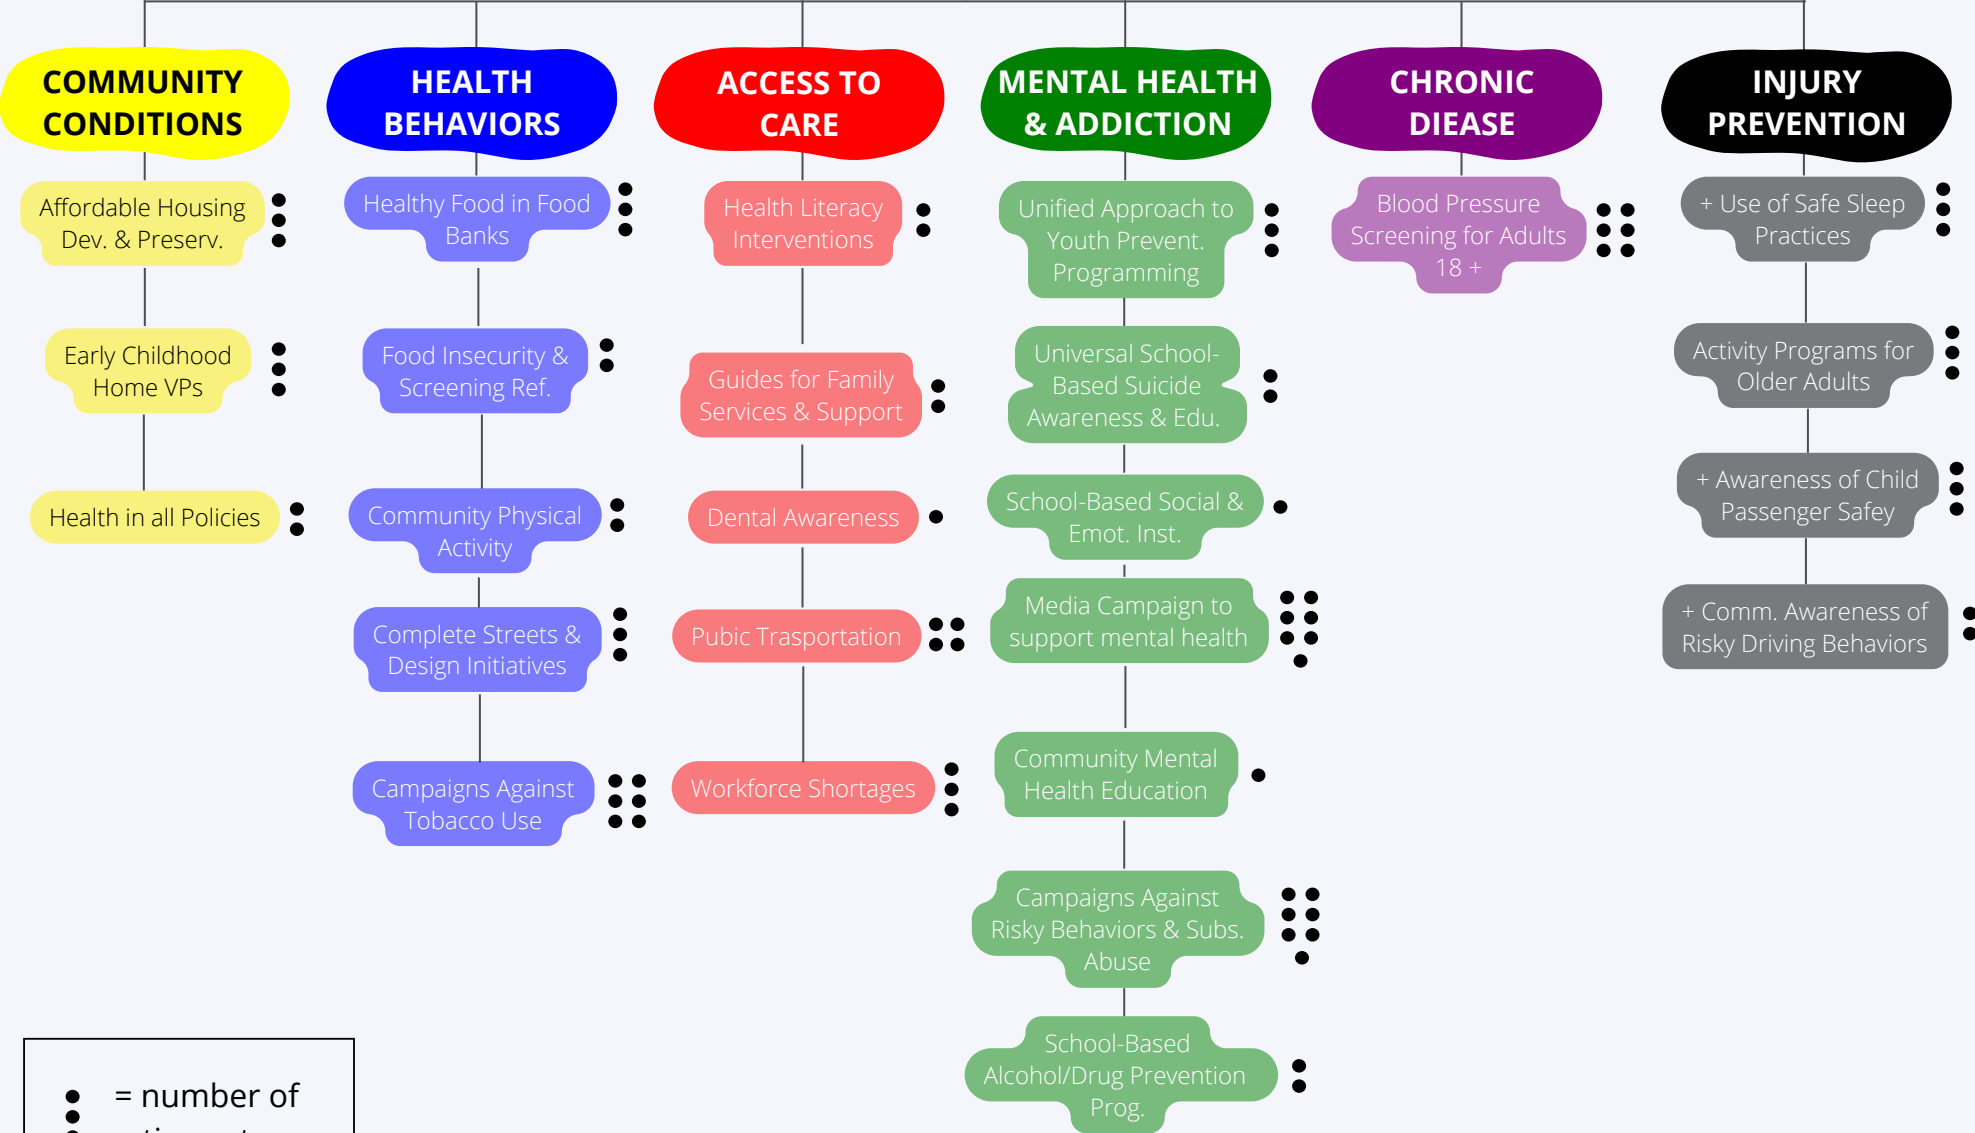 COMMUNITY
CONDITIONS
Affordable Housing
Dev. & Preserv.
Early Childhood
Home VPs
Health in all Policies
HEALTH
BEHAVIORS
Healthy Food in Food
Banks
Food Insecurity &
Screening Ref.
Community Physical
Activity
Complete Streets &
Design Initiatives
Campaigns Against
Tobacco Use
ACCESS TO
CARE
Health Literacy
Interventions
Guides for Family
Services & Support
Dental Awareness
Pubic Trasportation
Workforce Shortages
MENTAL HEALTH
& ADDICTION
Unified Approach to
Youth Prevent.
Programming
Universal School-
Based Suicide
Awareness & Edu.
School-Based Social &
Emot. Inst.
Media Campaign to
support mental health
Community Mental
Health Education
Campaigns Against
Risky Behaviors & Subs.
Abuse
School-Based
Alcohol/Drug Prevention
Prog.
CHRONIC
DIEASE
Blood Pressure
Screening for Adults
18 +
INJURY
PREVENTION
+ Use of Safe Sleep
Practices
Activity Programs for
Older Adults
+ Awareness of Child
Passenger Safey
+ Comm. Awareness of
Risky Driving Behaviors
= number of